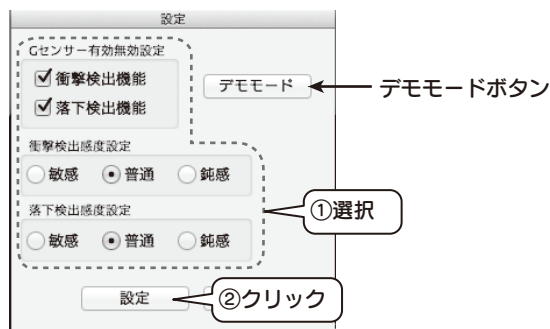 設定
Gセンサー有効無効設定
衝撃検出機能
落下検出機能
デモモード
デモモードボタン
衝撃検出感度設定
敏感 普通 鈍感
落下検出感度設定
敏感 普通 鈍感
①選択
設定
②クリック